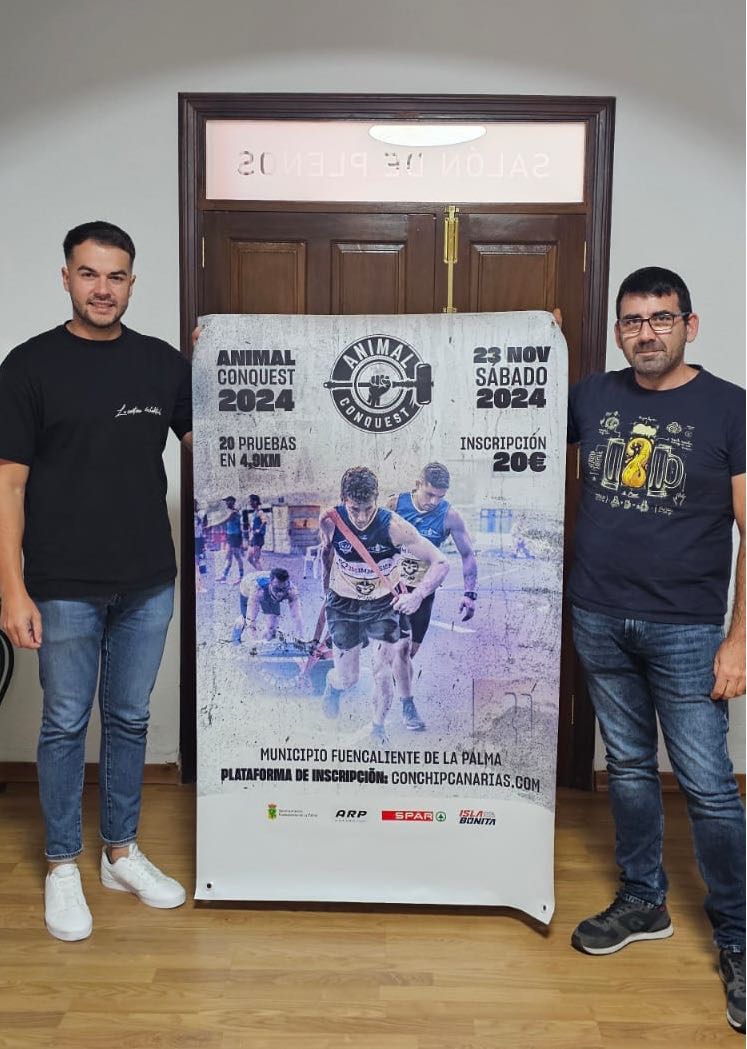 SALÓN DE PLENOS
ANIMAL
CONQUEST
2024
20 PRUEBAS
EN 4,9KM
ANIMAL
CONQUEST
23 NOV
SÁBADO
2024
INSCRIPCIÓN
20€
MUNICIPIO FUENCALIENTE DE LA PALMA
PLATAFORMA DE INSCRIPCIÓN: CONCHIPCANARIAS.COM
ARP
SPAR
ISLA
BONITA